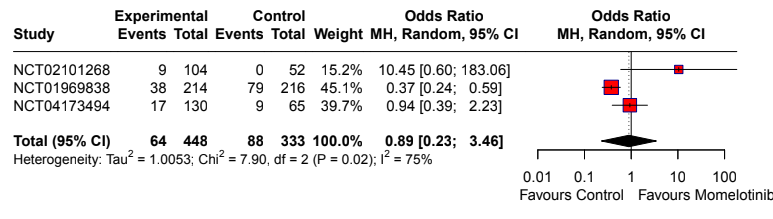 Experimental Control Odds Ratio Odds Ratio
Study Events Total Events Total Weight MH, Random, 95% CI MH, Random, 95% CI
NCT02101268 9 104 0 52 15.2% 10.45 [0.60; 183.06]
NCT01969838 38 214 79 216 45.1% 0.37 [0.24; 0.59]
NCT04173494 17 130 9 65 39.7% 0.94 [0.39; 2.23]
Total (95% CI) 64 448 88 333 100.0% 0.89 [0.23; 3.46]
Heterogeneity: Tau² = 1.0053; Chi² = 7.90, df = 2 (P = 0.02); I² = 75%
0.01 0.1 1 10 100
Favours Control Favours Momelotinib